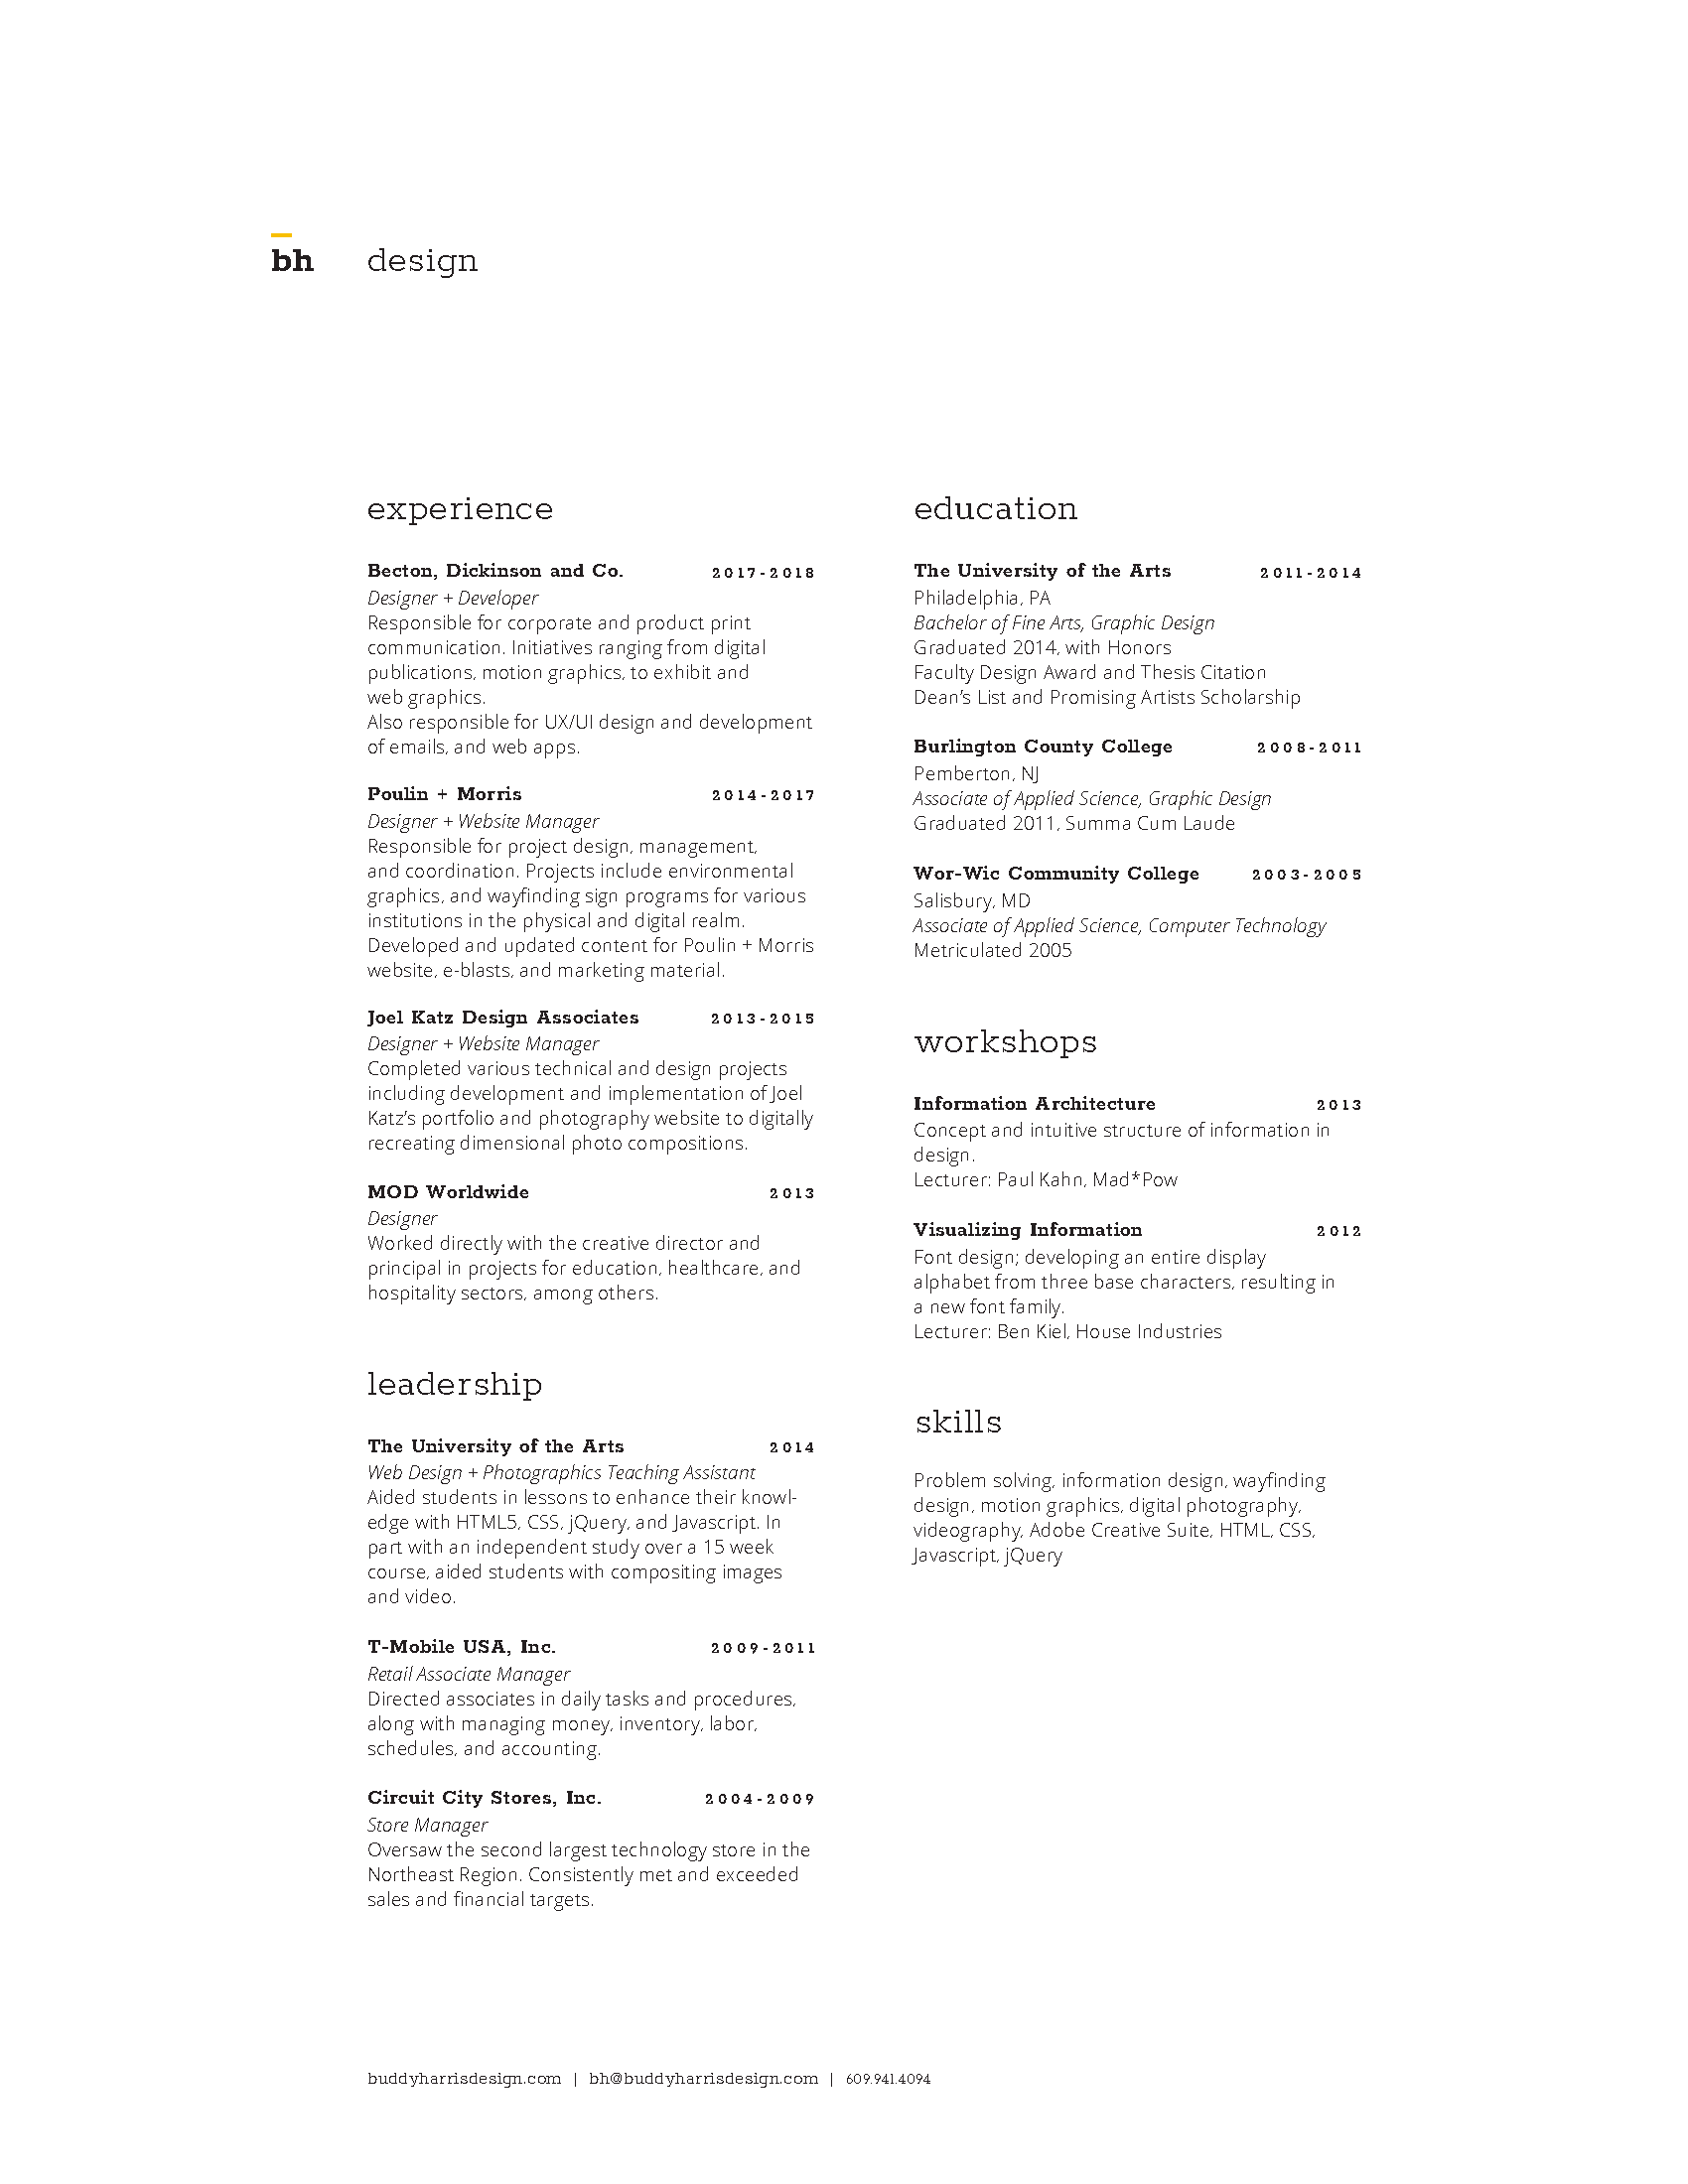 bh design
experience
Becton, Dickinson and Co. 2017-2018
Designer + Developer
Responsible for corporate and product print
communication. Initiatives ranging from digital
publications, motion graphics, to exhibit and
web graphics.
Also responsible for UX/UI design and development
of emails, and web apps.
Poulin + Morris 2014-2017
Designer + Website Manager
Responsible for project design, management,
and coordination. Projects include environmental
graphics, and wayfinding sign programs for various
institutions in the physical and digital realm.
Developed and updated content for Poulin + Morris
website, e-blasts, and marketing material.
Joel Katz Design Associates 2013-2015
Designer + Website Manager
Completed various technical and design projects
including development and implementation of Joel
Katz’s portfolio and photography website to digitally
recreating dimensional photo compositions.
MOD Worldwide 2013
Designer
Worked directly with the creative director and
principal in projects for education, healthcare, and
hospitality sectors, among others.
leadership
The University of the Arts 2014
Web Design + Photographics Teaching Assistant
Aided students in lessons to enhance their knowl-
edge with HTML5, CSS, jQuery, and Javascript. In
part with an independent study over a 15 week
course, aided students with compositing images
and video.
T-Mobile USA, Inc. 2009-2011
Retail Associate Manager
Directed associates in daily tasks and procedures,
along with managing money, inventory, labor,
schedules, and accounting.
Circuit City Stores, Inc. 2004-2009
Store Manager
Oversaw the second largest technology store in the
Northeast Region. Consistently met and exceeded
sales and financial targets.
education
The University of the Arts 2011-2014
Philadelphia, PA
Bachelor of Fine Arts, Graphic Design
Graduated 2014, with Honors
Faculty Design Award and Thesis Citation
Dean’s List and Promising Artists Scholarship
Burlington County College 2008-2011
Pemberton, NJ
Associate of Applied Science, Graphic Design
Graduated 2011, Summa Cum Laude
Wor-Wic Community College 2003-2005
Salisbury, MD
Associate of Applied Science, Computer Technology
Metriculated 2005
workshops
Information Architecture 2013
Concept and intuitive structure of information in
design.
Lecturer: Paul Kahn, Mad*Pow
Visualizing Information 2012
Font design; developing an entire display
alphabet from three base characters, resulting in
a new font family.
Lecturer: Ben Kiel, House Industries
skills
Problem solving, information design, wayfinding
design, motion graphics, digital photography,
videography, Adobe Creative Suite, HTML, CSS,
Javascript, jQuery
buddyharrisdesign.com | bh@buddyharrisdesign.com | 609.941.4094